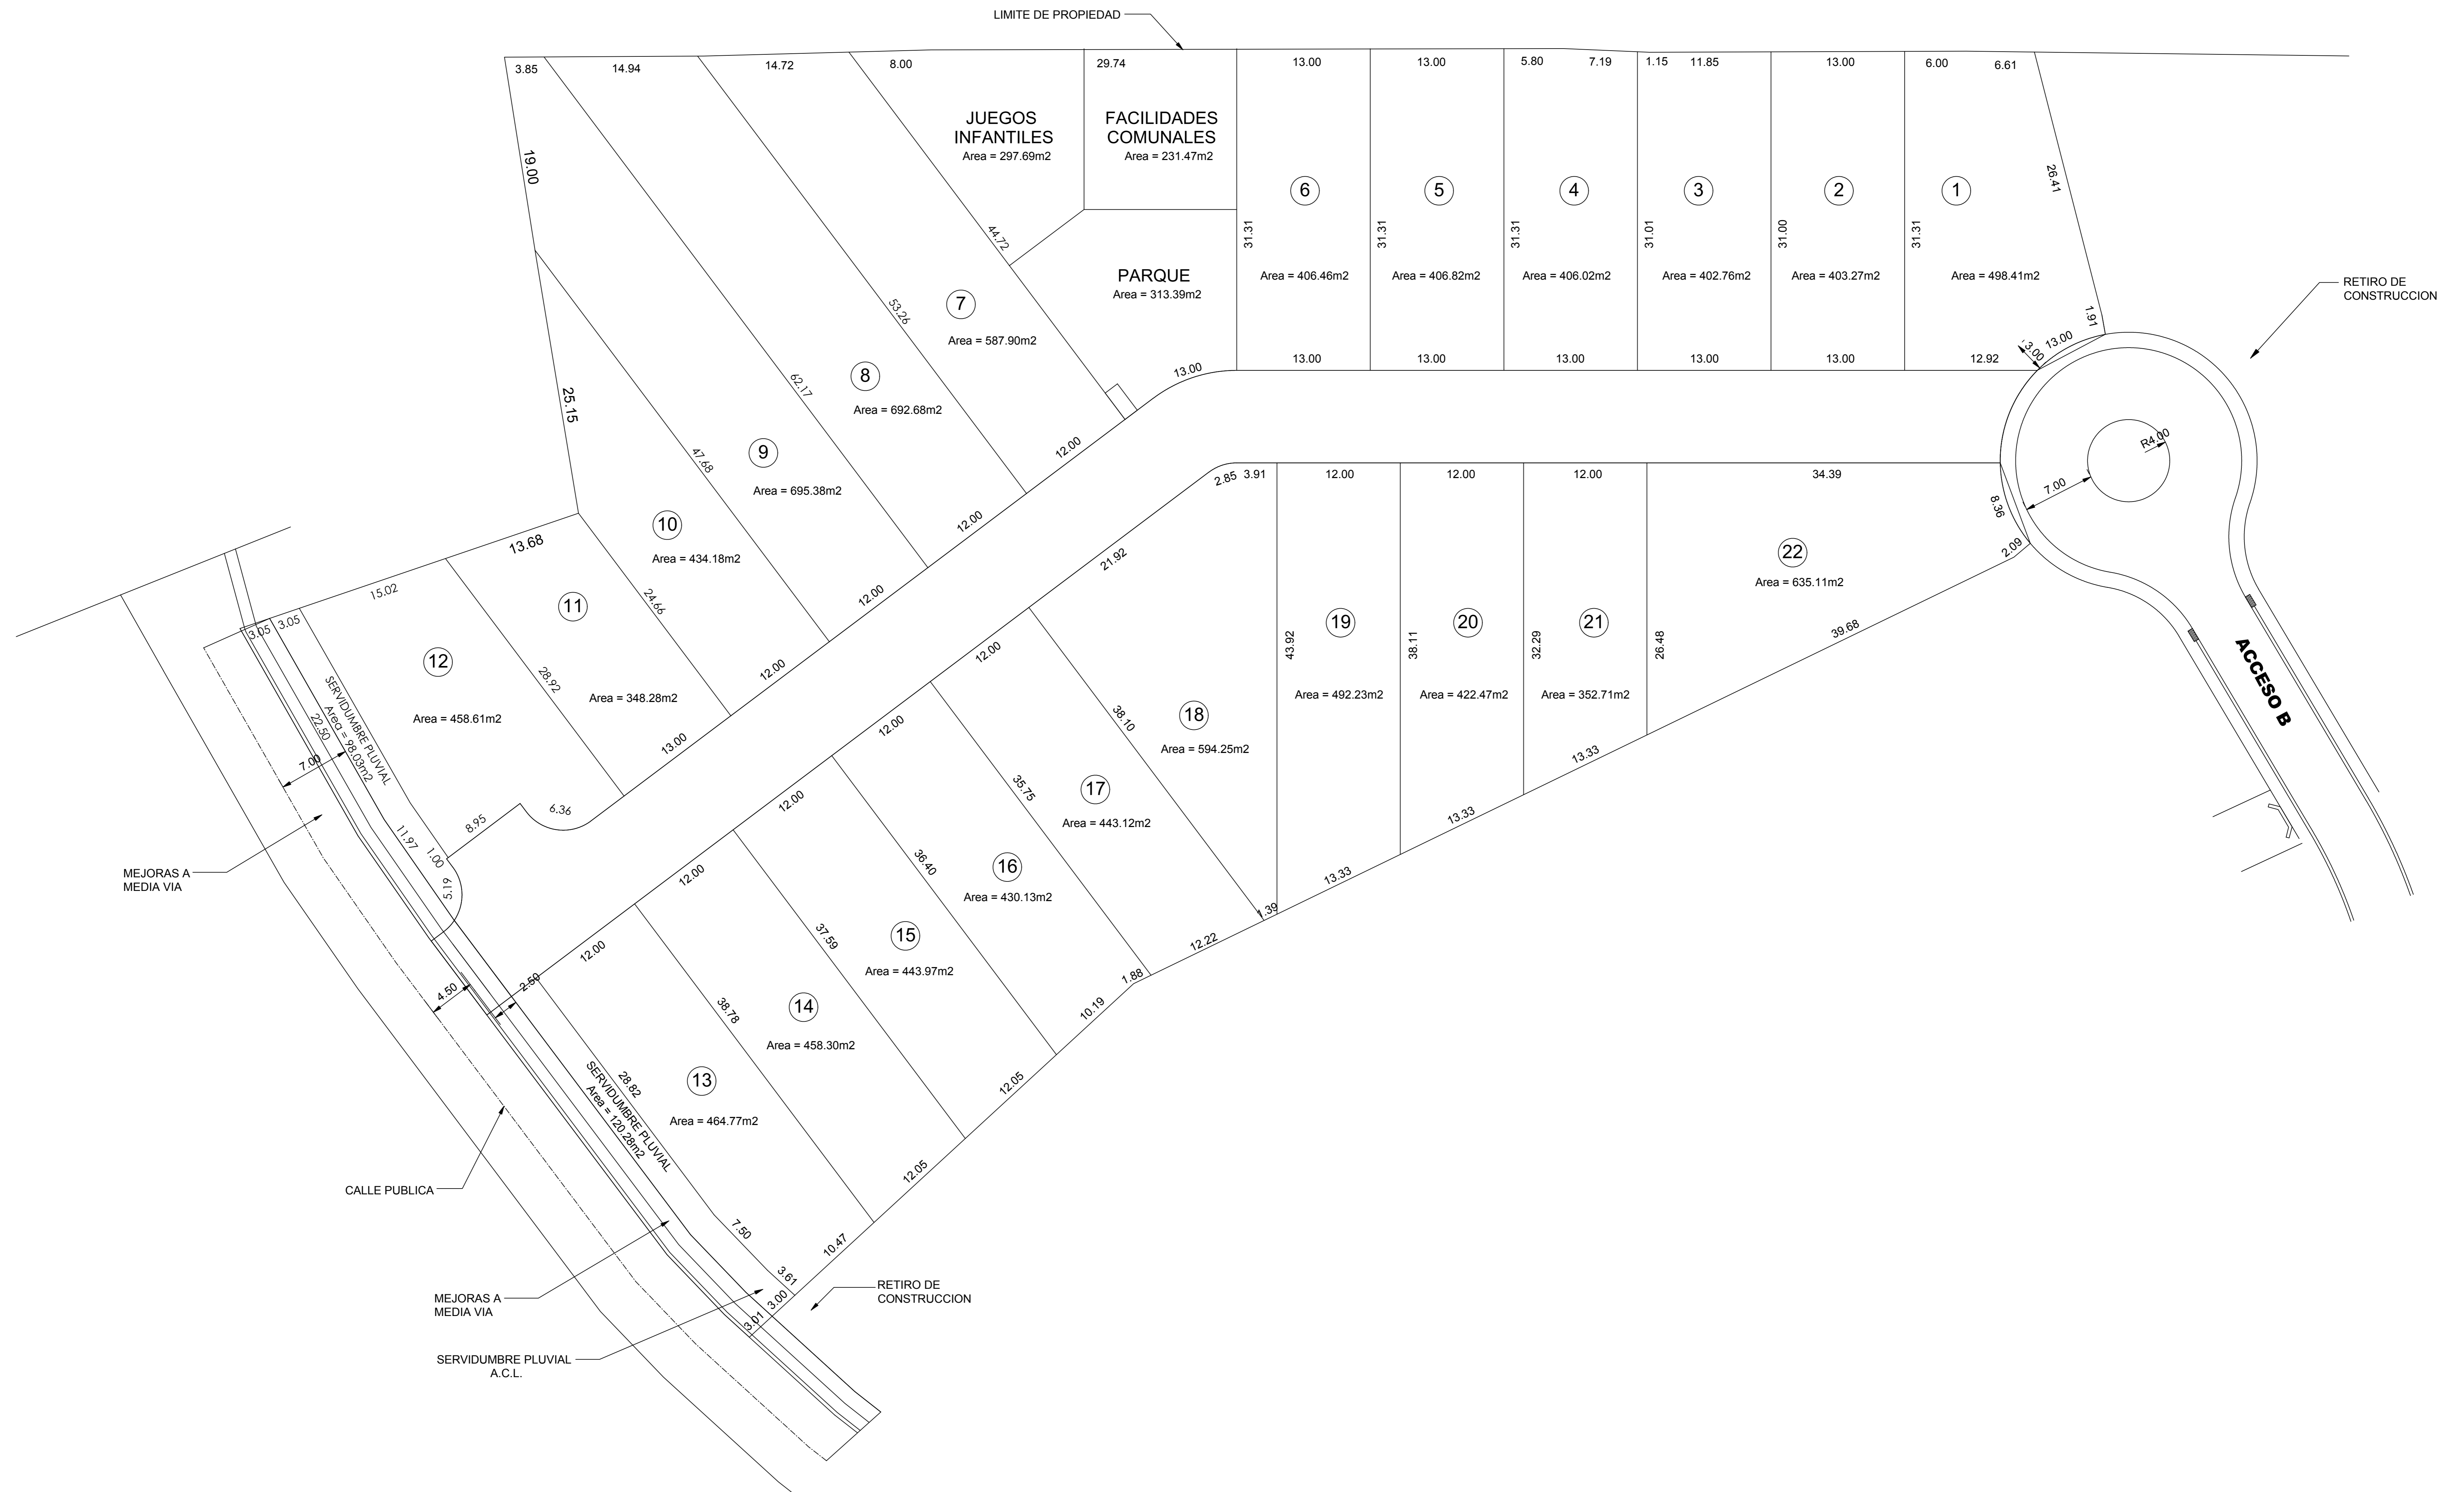 LIMITE DE PROPIEDAD
3.85
14.94
14.72
8.00
29.74
13.00
13.00
5.80
7.19
1.15
11.85
13.00
6.00
6.61
JUEGOS
INFANTILES
Area = 297.69m2
FACILIDADES
COMUNALES
Area = 231.47m2
PARQUE
Area = 313.39m2
19.00
25.15
44.72
53.26
62.17
47.68
6
5
4
3
2
1
31.31
31.31
31.31
31.01
31.00
31.31
26.41
1.91
Area = 406.46m2
Area = 406.82m2
Area = 406.02m2
Area = 402.76m2
Area = 403.27m2
Area = 498.41m2
RETIRO DE
CONSTRUCCION
13.00
13.00
13.00
13.00
13.00
13.00
12.92
3.00
13.00
7
Area = 587.90m2
8
Area = 692.68m2
9
Area = 695.38m2
10
Area = 434.18m2
11
Area = 348.28m2
12
Area = 458.61m2
12.00
12.00
12.00
12.00
13.00
13.68
15.02
24.66
28.92
3.05
3.05
6.36
8.95
1.00
5.19
22.50
11.97
7.00
SERVIDUMBRE PLUVIAL
Area = 98.03m2
R4.00
7.00
2.85
3.91
12.00
12.00
12.00
34.39
8.36
2.09
39.68
21.92
12.00
12.00
12.00
12.00
12.00
2.50
4.50
22
Area = 635.11m2
19
20
21
43.92
38.11
32.29
26.48
Area = 492.23m2
Area = 422.47m2
Area = 352.71m2
18
Area = 594.25m2
17
Area = 443.12m2
16
Area = 430.13m2
15
Area = 443.97m2
14
Area = 458.30m2
13
Area = 464.77m2
38.10
35.75
36.40
37.59
38.78
28.82
13.33
13.33
13.33
1.39
12.22
1.88
10.19
12.05
12.05
10.47
7.50
3.61
3.00
3.01
ACCESO B
MEJORAS A
MEDIA VIA
CALLE PUBLICA
SERVIDUMBRE PLUVIAL
Area = 120.28m2
MEJORAS A
MEDIA VIA
RETIRO DE
CONSTRUCCION
SERVIDUMBRE PLUVIAL
A.C.L.